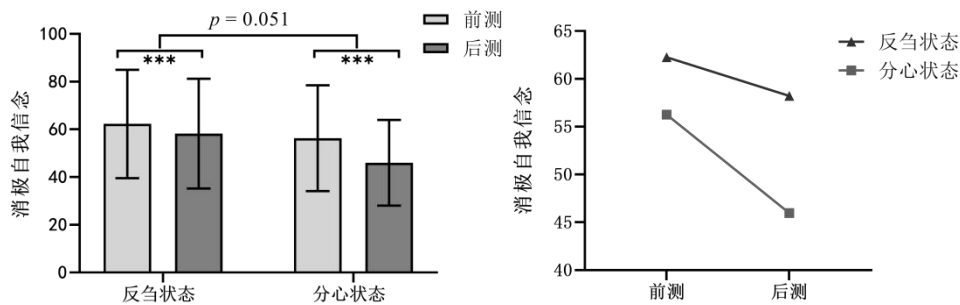 p = 0.051
前测
后测
***
***
消极自我信念
100
80
60
40
20
0
反刍状态
分心状态
反刍状态
分心状态
消极自我信念
65
60
55
50
45
40
前测
后测